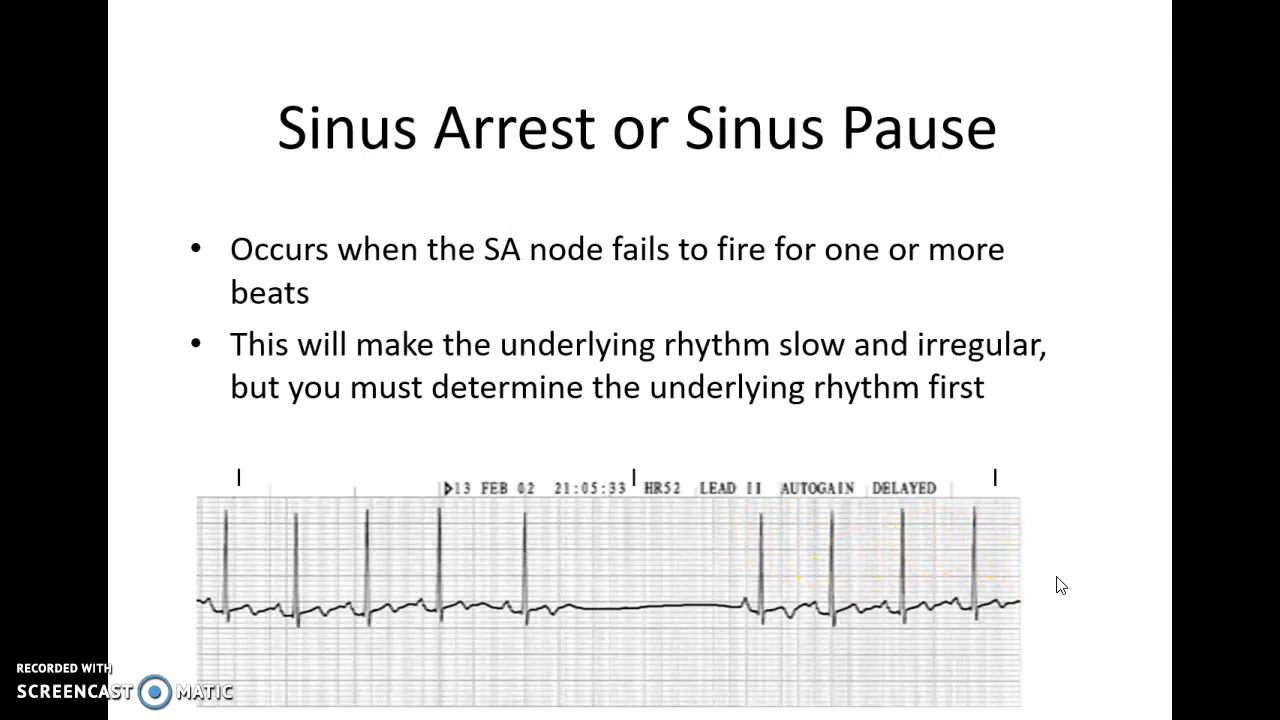 Sinus Arrest or Sinus Pause
• Occurs when the SA node fails to fire for one or more
beats
• This will make the underlying rhythm slow and irregular,
but you must determine the underlying rhythm first
13 FEB 02 21:05:33 HR52 LEAD II AUTOGAIN DELAYED
RECORDED WITH
SCREENCAST MATIC